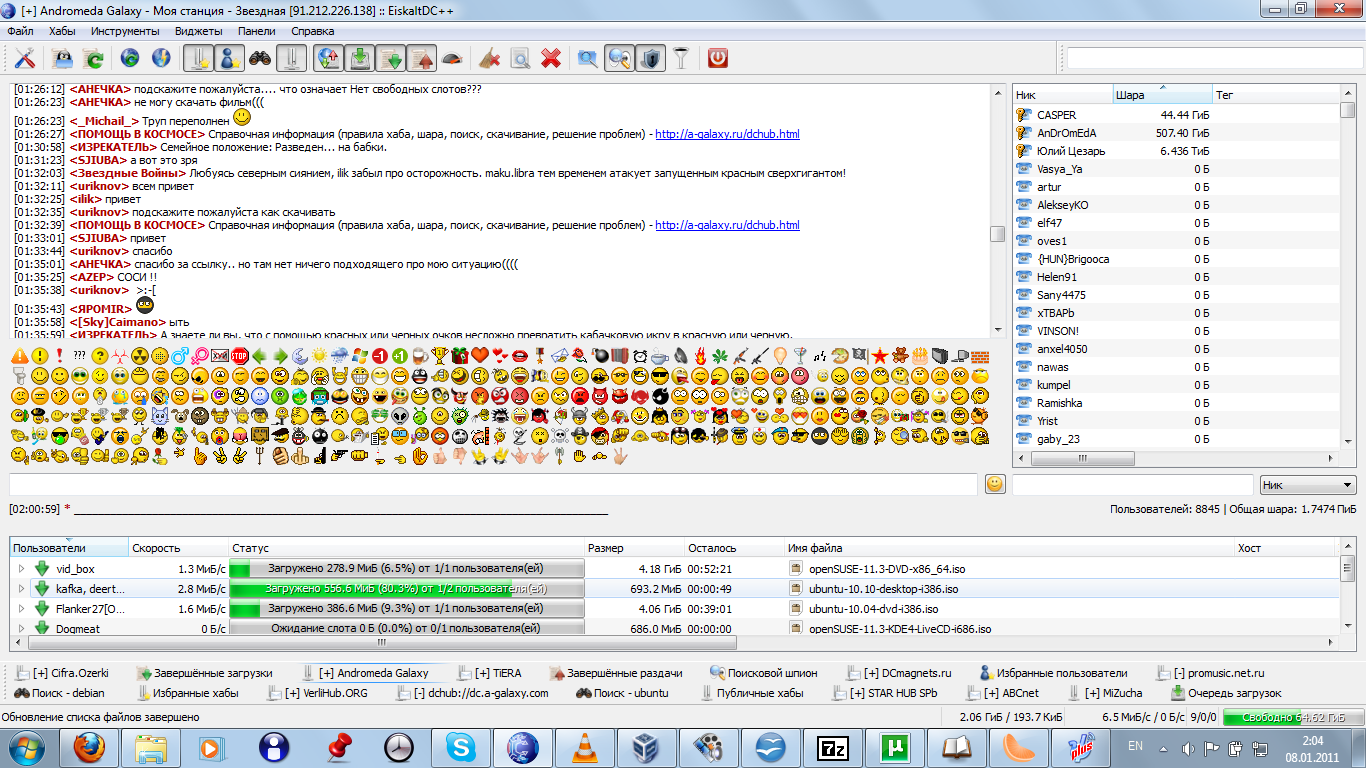 [+] Andromeda Galaxy - Моя станция - Звездная [91.212.226.138] :: EiskaltDC++
Файл Хабы Инструменты Виджеты Панели Справка
[01:26:12] <АНЕЧКА> подскажите пожалуйста.... что означает Нет свободных слотов???
[01:26:23] <АНЕЧКА> не могу скачать фильм(((
[01:26:23] <_Michail_> Труп переполнен
[01:26:27] <ПОМОЩЬ В КОСМОСЕ> Справочная информация (правила хаба, шара, поиск, скачивание, решение проблем) - http://a-galaxy.ru/dchub.html
[01:30:58] <ИЗРЕКАТЕЛЬ> Семейное положение: Разведен... на бабки.
[01:31:23] <SJIUBA> а вот это зря
[01:32:03] <Звездные Войны> Любуясь северным сиянием, ilik забыл про осторожность. maku.libra тем временем атакует запущенным красным сверхгигантом!
[01:32:11] <uriknov> всем привет
[01:32:25] <ilik> привет
[01:32:35] <uriknov> подскажите пожалуйста как скачивать
[01:32:39] <ПОМОЩЬ В КОСМОСЕ> Справочная информация (правила хаба, шара, поиск, скачивание, решение проблем) - http://a-galaxy.ru/dchub.html
[01:33:01] <SJIUBA> привет
[01:33:44] <uriknov> спасибо
[01:35:01] <АНЕЧКА> спасибо за ссылку.. но там нет ничего подходящего про мою ситуацию((((
[01:35:25] <AZEP> СОСИ !!
[01:35:38] <uriknov> >:-[
[01:35:43] <ЯРОMIR>
[01:35:58] <[Sky]Caimano> ыть
[01:35:59] <ИЗРЕКАТЕЛЬ> А знаете ли вы, что с помощью красных или черных очков несложно превратить кабачковую икру в красную или черную.
Ник Шара Тег
CASPER 44.44 ГиБ
AnDrOmEdA 507.40 ГиБ
Юлий Цезарь 6.436 ТиБ
Vasya_Ya 0 Б
artur 0 Б
AlekseyKO 0 Б
elf47 0 Б
oves1 0 Б
{HUN}Brigooca 0 Б
Helen91 0 Б
Sany4475 0 Б
xTBAPb 0 Б
VINSON! 0 Б
anxel4050 0 Б
nawas 0 Б
kumpel 0 Б
Ramishka 0 Б
Yrist 0 Б
gaby_23 0 Б
STOP
Ник
[02:00:59] * ____
Пользователей: 8845 | Общая шара: 1.7474 ПиБ
Пользователи Скорость Статус Размер Осталось Имя файла Хост
vid_box 1.3 МиБ/с Загружено 278.9 МиБ (6.5%) от 1/1 пользователя(ей) 4.18 ГиБ 00:52:21 openSUSE-11.3-DVD-x86_64.iso
kafka, deert... 2.8 МиБ/с Загружено 556.6 МиБ (80.3%) от 1/2 пользователя(ей) 693.2 МиБ 00:00:49 ubuntu-10.10-desktop-i386.iso
Flanker27[O... 1.6 МиБ/с Загружено 386.6 МиБ (9.3%) от 1/1 пользователя(ей) 4.06 ГиБ 00:39:01 ubuntu-10.04-dvd-i386.iso
Dogmeat 0 Б/с Ожидание слота 0 Б (0.0%) от 0/1 пользователя(ей) 686.0 МиБ 00:00:00 openSUSE-11.3-KDE4-LiveCD-i686.iso
[+] Cifra.Ozerki Завершённые загрузки [+] Andromeda Galaxy [+] TiERA Завершённые раздачи Поисковой шпион [+] DCmagnets.ru Избранные пользователи [-] promusic.net.ru
Поиск - debian Избранные хабы [+] VerliHub.ORG [-] dchub://dc.a-galaxy.com Поиск - ubuntu Публичные хабы [+] STAR HUB SPb [+] ABCnet [+] MiZucha Очередь загрузок
Обновление списка файлов завершено 2.06 ГиБ / 193.7 КиБ 6.5 МиБ/с / 0 Б/с 9/0/0 Свободно 64.62 ГиБ
7z plus EN 2:04
08.01.2011